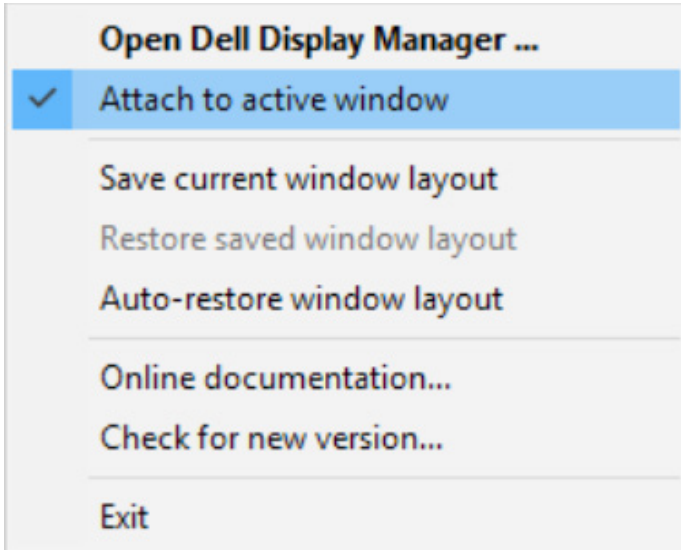 Open Dell Display Manager ...
Attach to active window
Save current window layout
Restore saved window layout
Auto-restore window layout
Online documentation...
Check for new version...
Exit